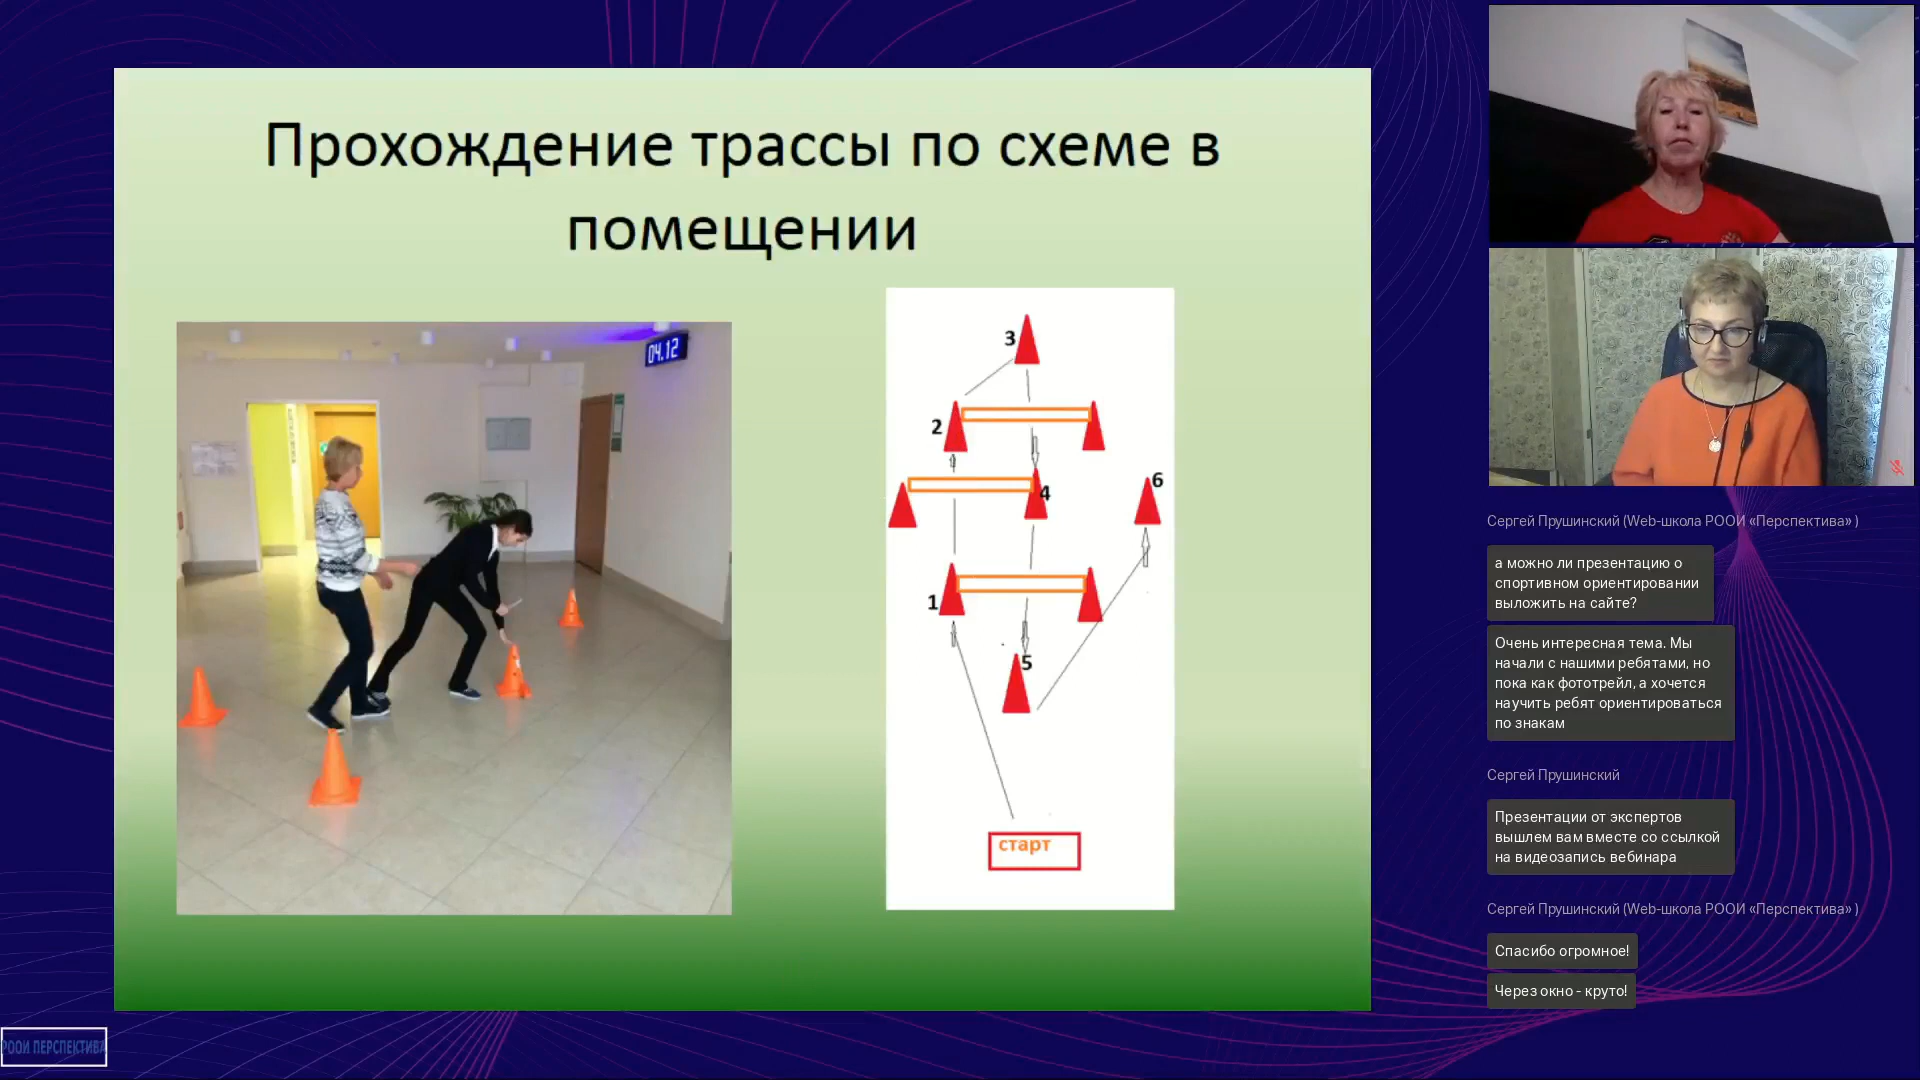 Прохождение трассы по схеме в
помещении
04.12
3
2
4
6
1
5
старт
Сергей Прушинский (Web-школа РООИ «Перспектива» )
а можно ли презентацию о
спортивном ориентировании
выложить на сайте?
Очень интересная тема. Мы
начали с нашими ребятами, но
пока как фототрейл, а хочется
научить ребят ориентироваться
по знакам
Сергей Прушинский
Презентации от экспертов
вышлем вам вместе со ссылкой
на видеозапись вебинара
Сергей Прушинский (Web-школа РООИ «Перспектива» )
Спасибо огромное!
Через окно - круто!
РООИ ПЕРСПЕКТИВА